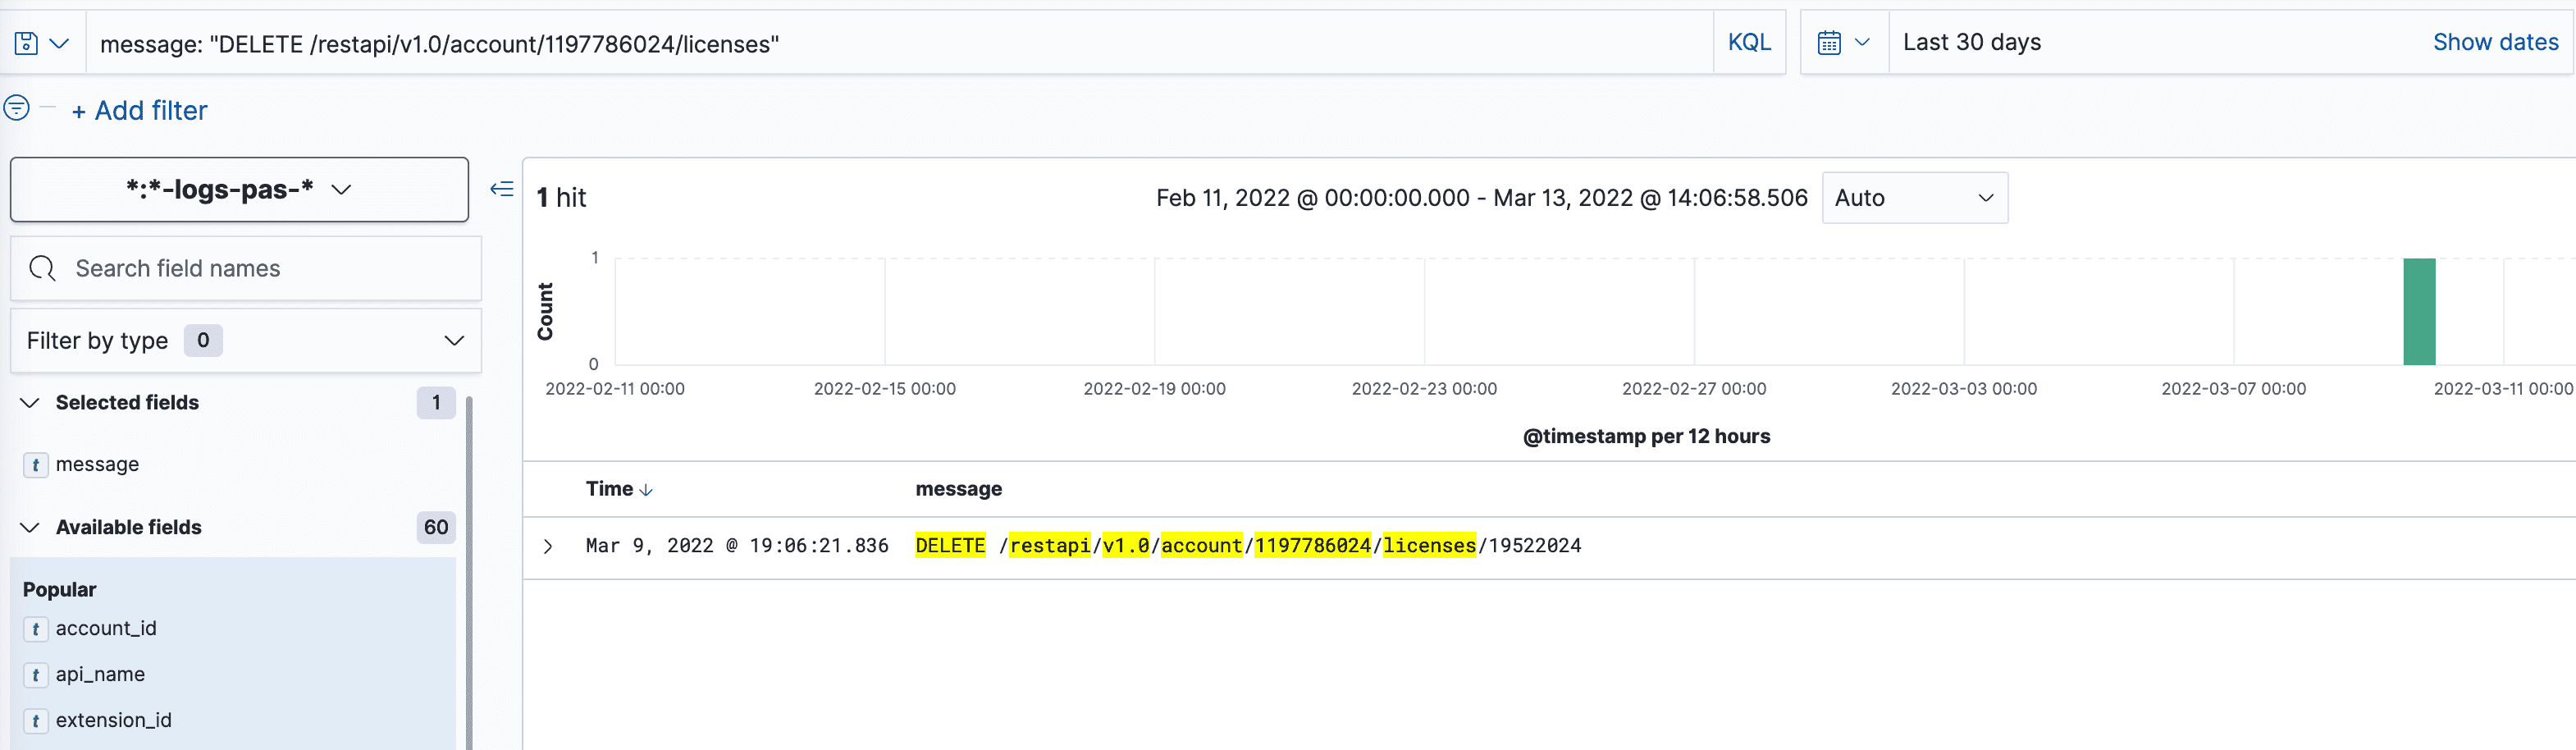 message: "DELETE /restapi/v1.0/account/1197786024/licenses"
KQL
Last 30 days
Show dates
+ Add filter
*:*-logs-pas-*
Search field names
Filter by type 0
Selected fields 1
t message
Available fields 60
Popular
t account_id
t api_name
t extension_id
1 hit
Feb 11, 2022 @ 00:00:00.000 - Mar 13, 2022 @ 14:06:58.506
Auto
Count
1
0
2022-02-11 00:00 2022-02-15 00:00 2022-02-19 00:00 2022-02-23 00:00 2022-02-27 00:00 2022-03-03 00:00 2022-03-07 00:00 2022-03-11 00:00
@timestamp per 12 hours
Time message
Mar 9, 2022 @ 19:06:21.836 DELETE /restapi/v1.0/account/1197786024/licenses/19522024